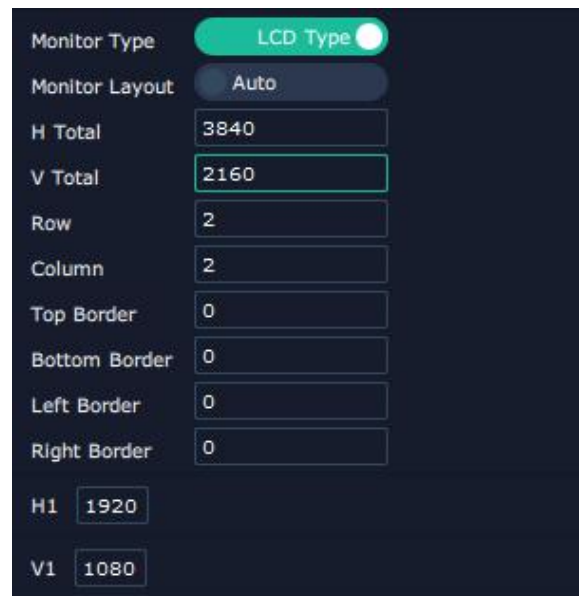 Monitor Type LCD Type
Monitor Layout Auto
H Total 3840
V Total 2160
Row 2
Column 2
Top Border 0
Bottom Border 0
Left Border 0
Right Border 0
H1 1920
V1 1080